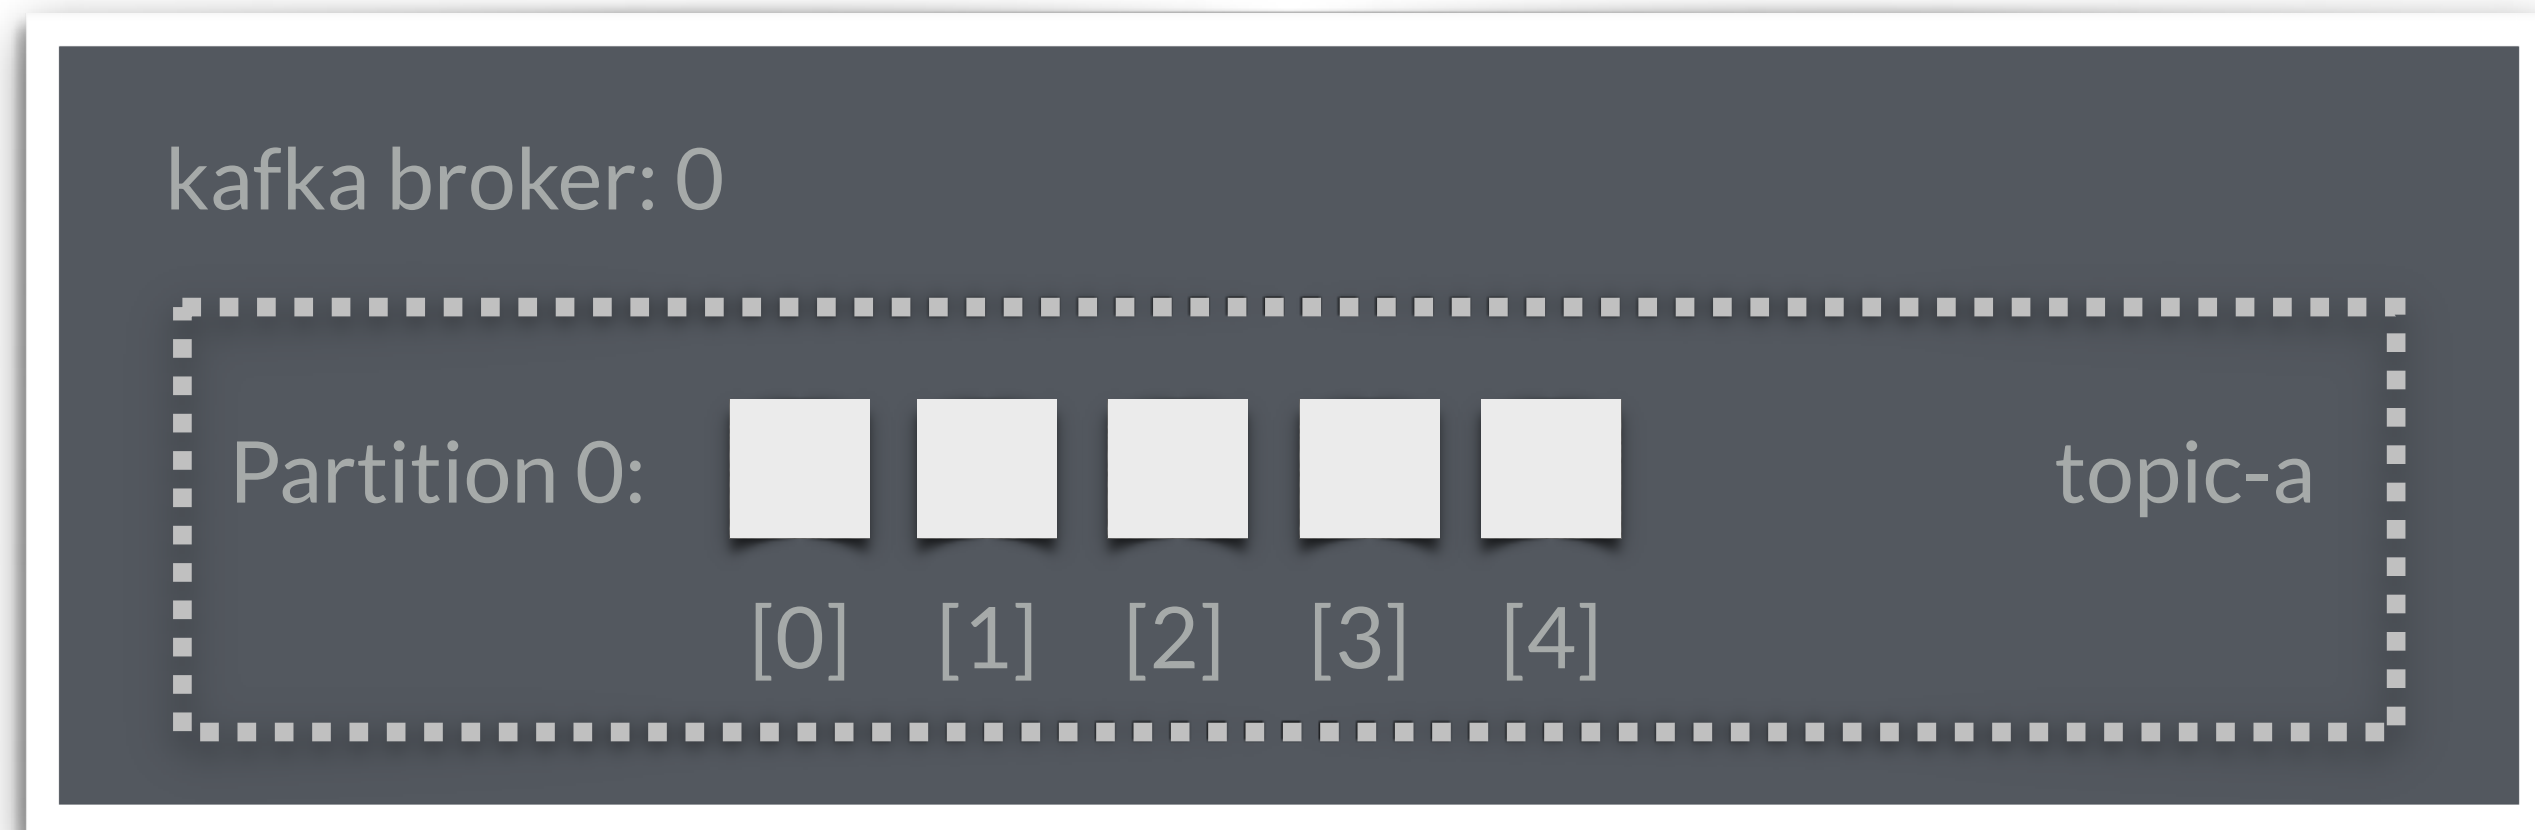 kafka broker: 0
Partition 0: topic-a
[0] [1] [2] [3] [4]